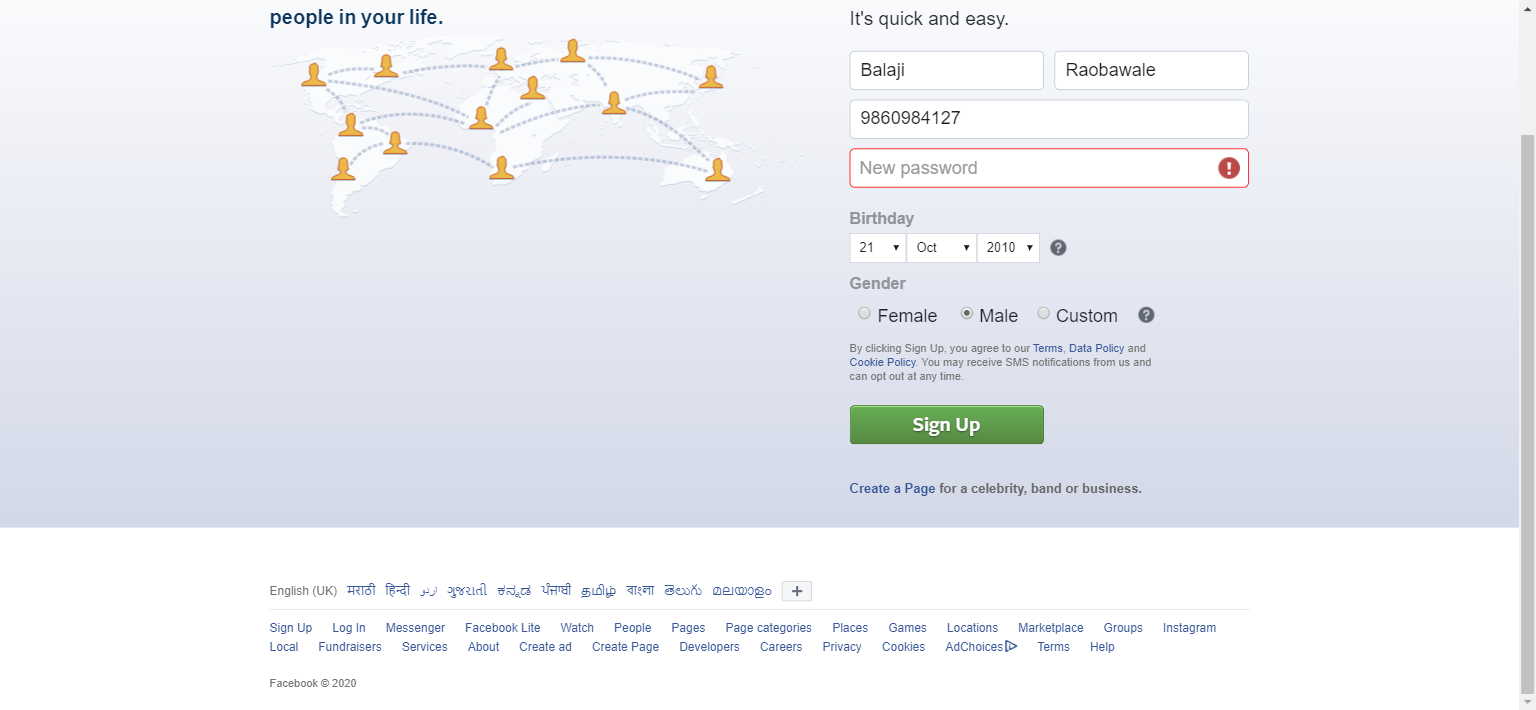 people in your life.
It's quick and easy.
Balaji Raobawale
9860984127
New password
Birthday
21 Oct 2010
Gender
Female Male Custom
By clicking Sign Up, you agree to our Terms, Data Policy and
Cookie Policy. You may receive SMS notifications from us and
can opt out at any time.
Sign Up
Create a Page for a celebrity, band or business.
English (UK) मराठी हिन्दी اردو ગુજરાતી ಕನ್ನಡ ਪੰਜਾਬੀ தமிழ் বাংলা తెలుగు മലയാളം +
Sign Up Log In Messenger Facebook Lite Watch People Pages Page categories Places Games Locations Marketplace Groups Instagram
Local Fundraisers Services About Create ad Create Page Developers Careers Privacy Cookies AdChoices Terms Help
Facebook © 2020